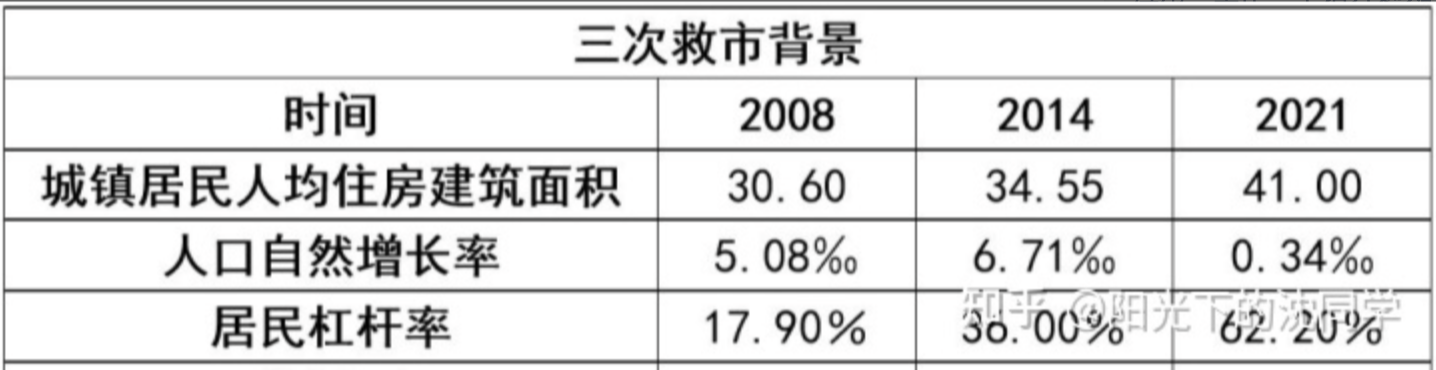 三次救市背景
时间 2008 2014 2021
城镇居民人均住房建筑面积 30.60 34.55 41.00
人口自然增长率 5.08‰ 6.71‰ 0.34‰
居民杠杆率 17.90% 36.00% 62.20%
知乎 @阳光下的沈同学